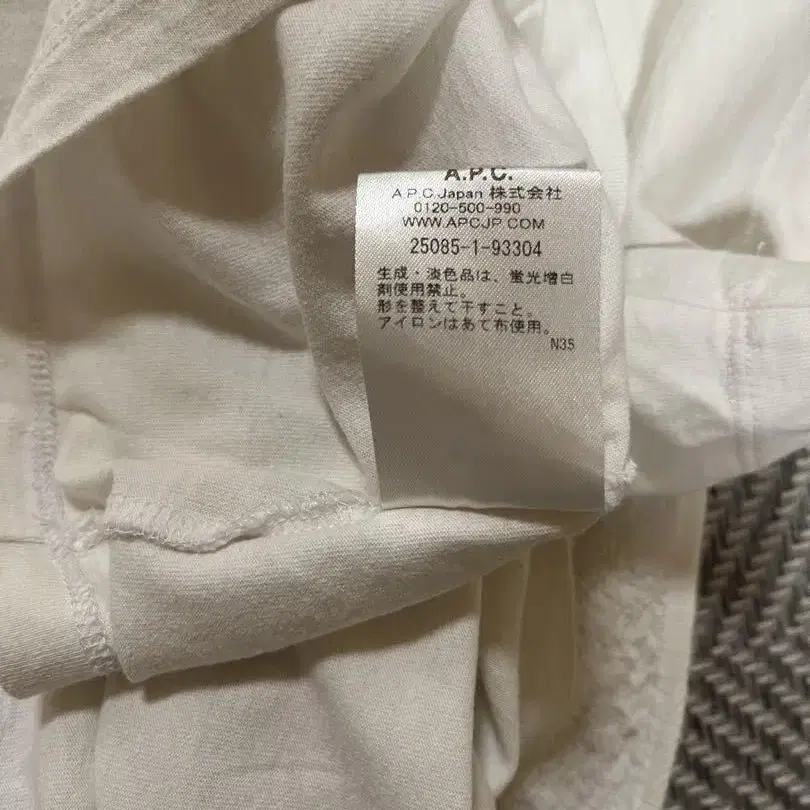 A.P.C.
A.P.C.Japan 株式会社
0120-500-990
WWW.APCJP.COM
25085-1-93304
生成・淡色品は、蛍光増白
剤使用禁止。
形を整えて干すこと。
アイロンはあて布使用。
N35